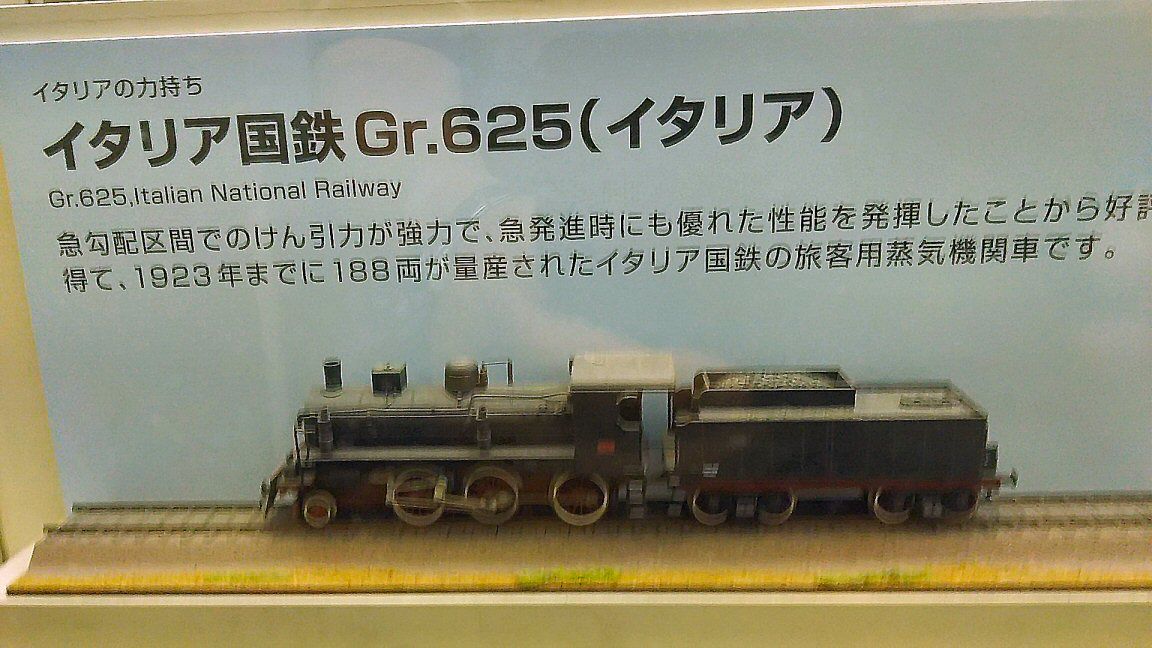 イタリアの力持ち
イタリア国鉄Gr.625(イタリア)
Gr.625,Italian National Railway
急勾配区間でのけん引力が強力で、急発進時にも優れた性能を発揮したことから好評
得て、1923年までに188両が量産されたイタリア国鉄の旅客用蒸気機関車です。